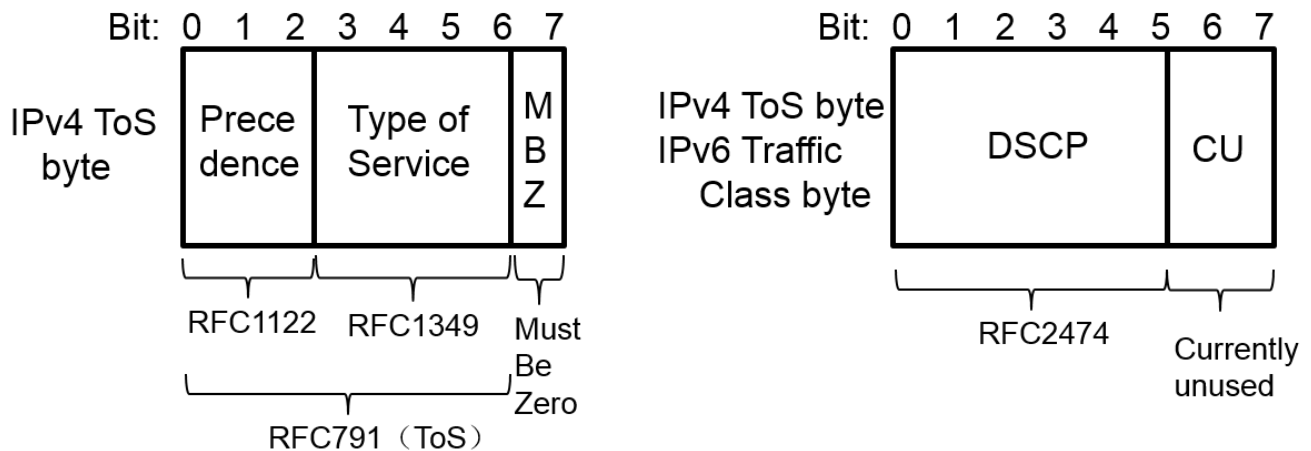 Bit: 0 1 2 3 4 5 6 7
IPv4 ToS
byte
Prece
dence
Type of
Service
M
B
Z
RFC1122
RFC1349
Must
Be
Zero
RFC791（ToS）
Bit: 0 1 2 3 4 5 6 7
IPv4 ToS byte
IPv6 Traffic
Class byte
DSCP
CU
RFC2474
Currently
unused